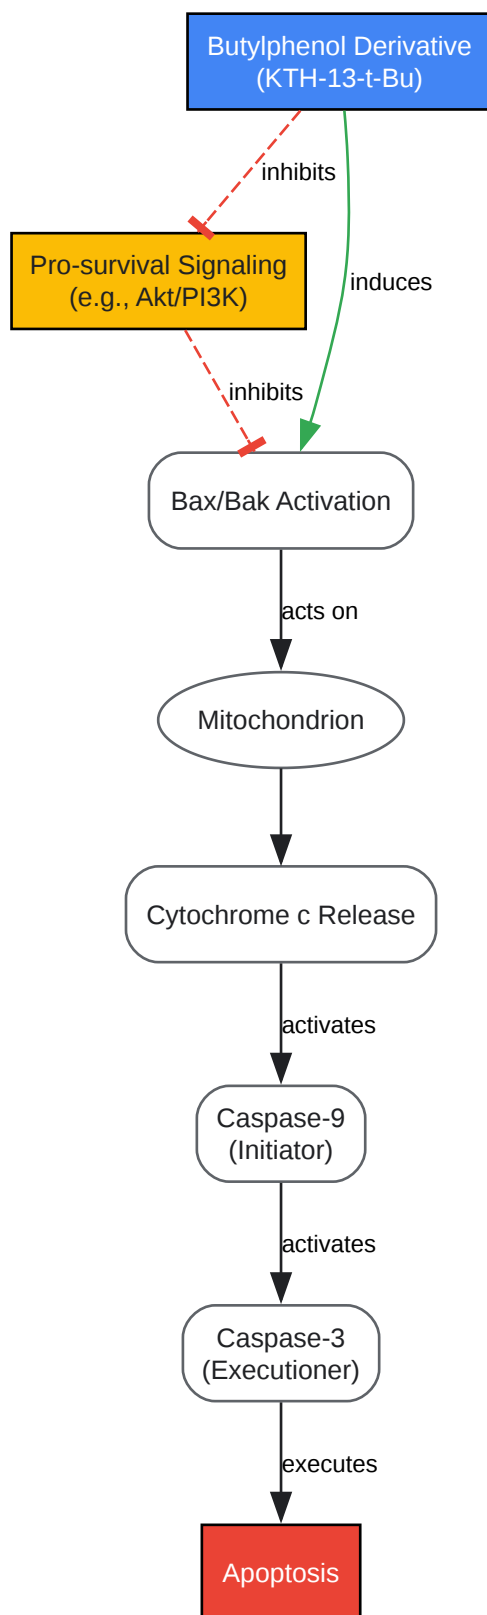 Butylphenol Derivative
(KTH-13-t-Bu)
inhibits
Pro-survival Signaling
(e.g., Akt/PI3K)
induces
inhibits
Bax/Bak Activation
acts on
Mitochondrion
Cytochrome c Release
activates
Caspase-9
(Initiator)
activates
Caspase-3
(Executioner)
executes
Apoptosis